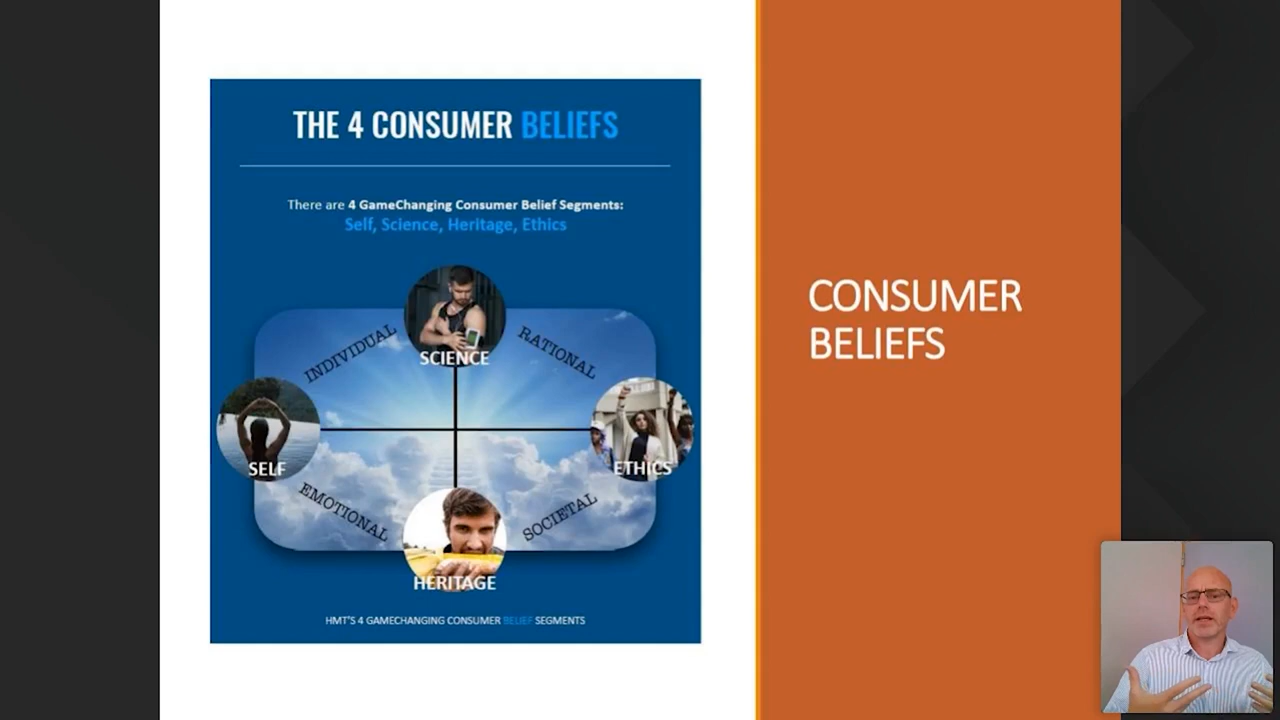 THE 4 CONSUMER BELIEFS
There are 4 GameChanging Consumer Belief Segments:
Self, Science, Heritage, Ethics
INDIVIDUAL
RATIONAL
SCIENCE
SELF
ETHICS
EMOTIONAL
SOCIETAL
HERITAGE
HMT'S 4 GAMECHANGING CONSUMER BELIEF SEGMENTS
CONSUMER
BELIEFS